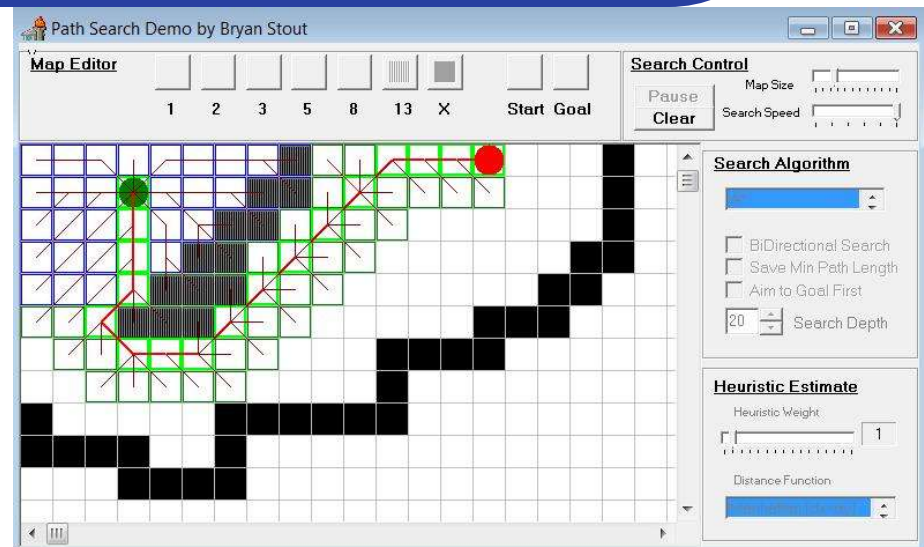 Path Search Demo by Bryan Stout
Map Editor
1 2 3 5 8 13 X Start Goal
Search Control
Map Size
Pause
Clear
Search Speed
Search Algorithm
BiDirectional Search
Save Min Path Length
Aim to Goal First
20 Search Depth
Heuristic Estimate
Heuristic Weight
1
Distance Function